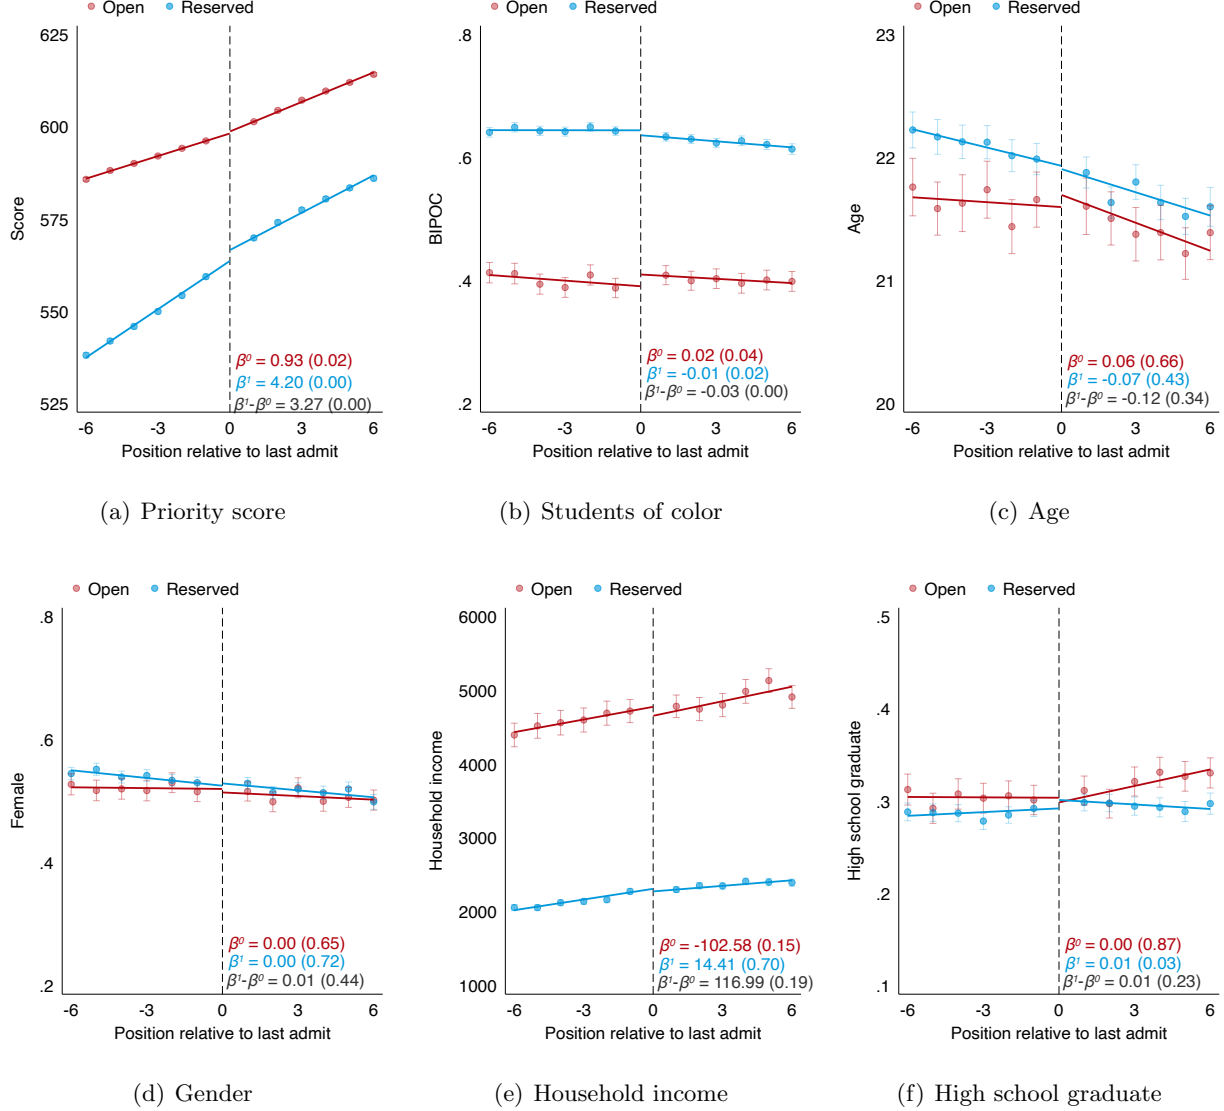 Open Reserved
625
600
575
550
525
Score
β⁰ = 0.93 (0.02)
β¹ = 4.20 (0.00)
β¹-β⁰ = 3.27 (0.00)
-6 -3 0 3 6
Position relative to last admit
(a) Priority score
Open Reserved
.8
.6
.4
.2
BIPOC
β⁰ = 0.02 (0.04)
β¹ = -0.01 (0.02)
β¹-β⁰ = -0.03 (0.00)
-6 -3 0 3 6
Position relative to last admit
(b) Students of color
Open Reserved
23
22
21
20
Age
β⁰ = 0.06 (0.66)
β¹ = -0.07 (0.43)
β¹-β⁰ = -0.12 (0.34)
-6 -3 0 3 6
Position relative to last admit
(c) Age
Open Reserved
.8
.6
.4
.2
Female
β⁰ = 0.00 (0.65)
β¹ = 0.00 (0.72)
β¹-β⁰ = 0.01 (0.44)
-6 -3 0 3 6
Position relative to last admit
(d) Gender
Open Reserved
6000
5000
4000
3000
2000
1000
Household income
β⁰ = -102.58 (0.15)
β¹ = 14.41 (0.70)
β¹-β⁰ = 116.99 (0.19)
-6 -3 0 3 6
Position relative to last admit
(e) Household income
Open Reserved
.5
.4
.3
.2
.1
High school graduate
β⁰ = 0.00 (0.87)
β¹ = 0.01 (0.03)
β¹-β⁰ = 0.01 (0.23)
-6 -3 0 3 6
Position relative to last admit
(f) High school graduate